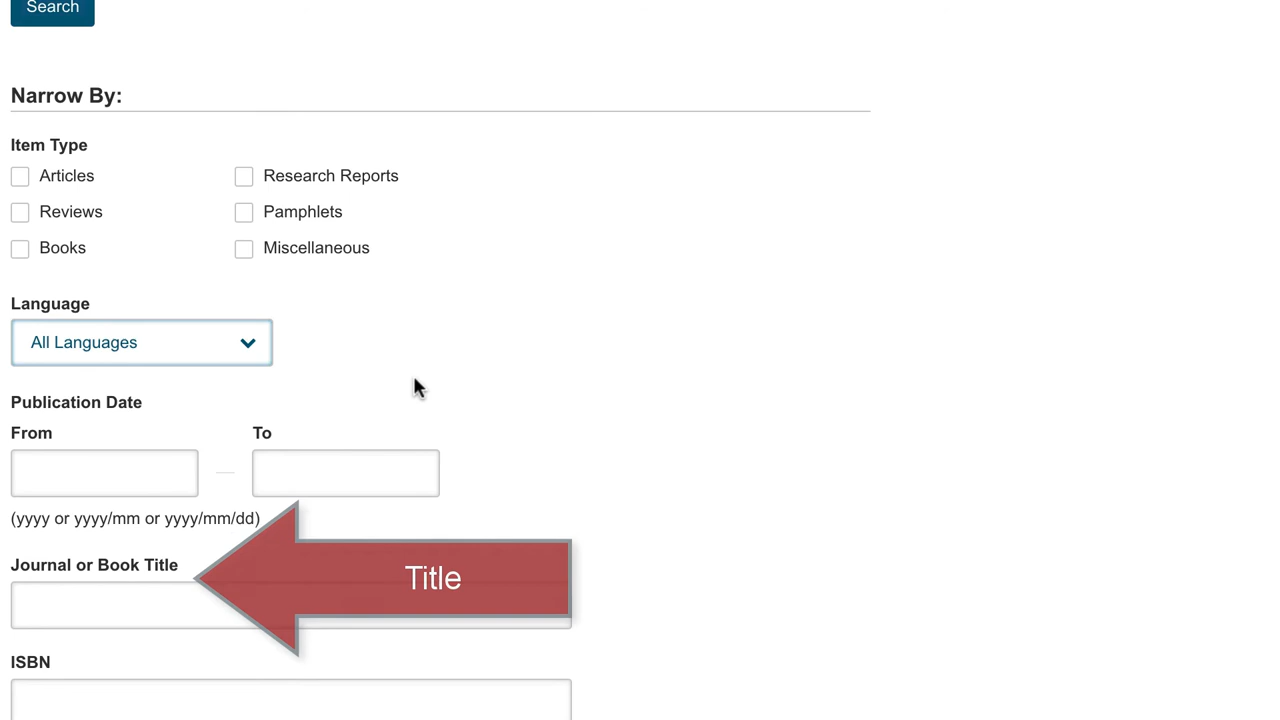 Search
Narrow By:
Item Type
Articles
Research Reports
Reviews
Pamphlets
Books
Miscellaneous
Language
All Languages
Publication Date
From
To
(yyyy or yyyy/mm or yyyy/mm/dd)
Journal or Book Title
Title
ISBN